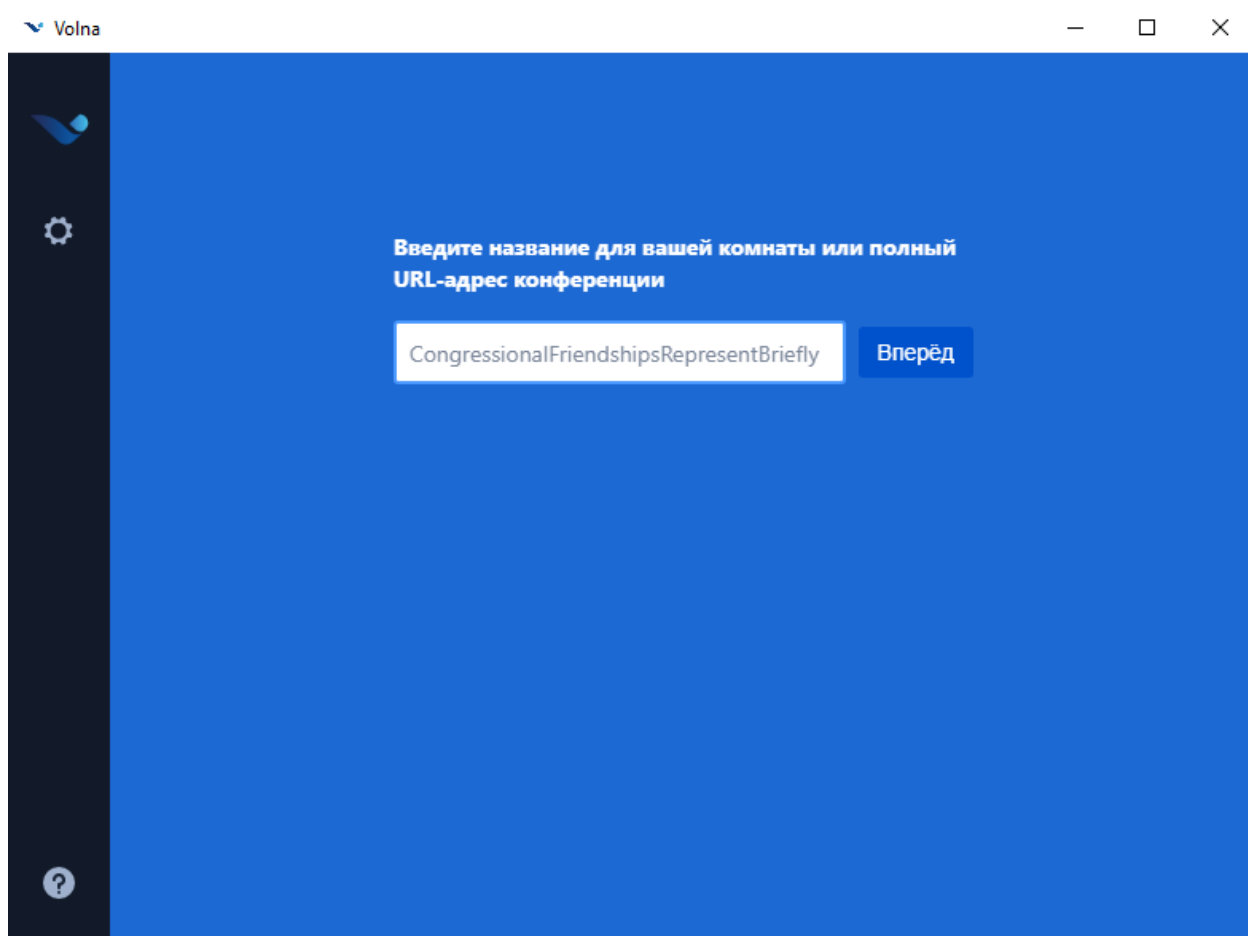 Volna
Введите название для вашей комнаты или полный
URL-адрес конференции
CongressionalFriendshipsRepresentBriefly
Вперёд